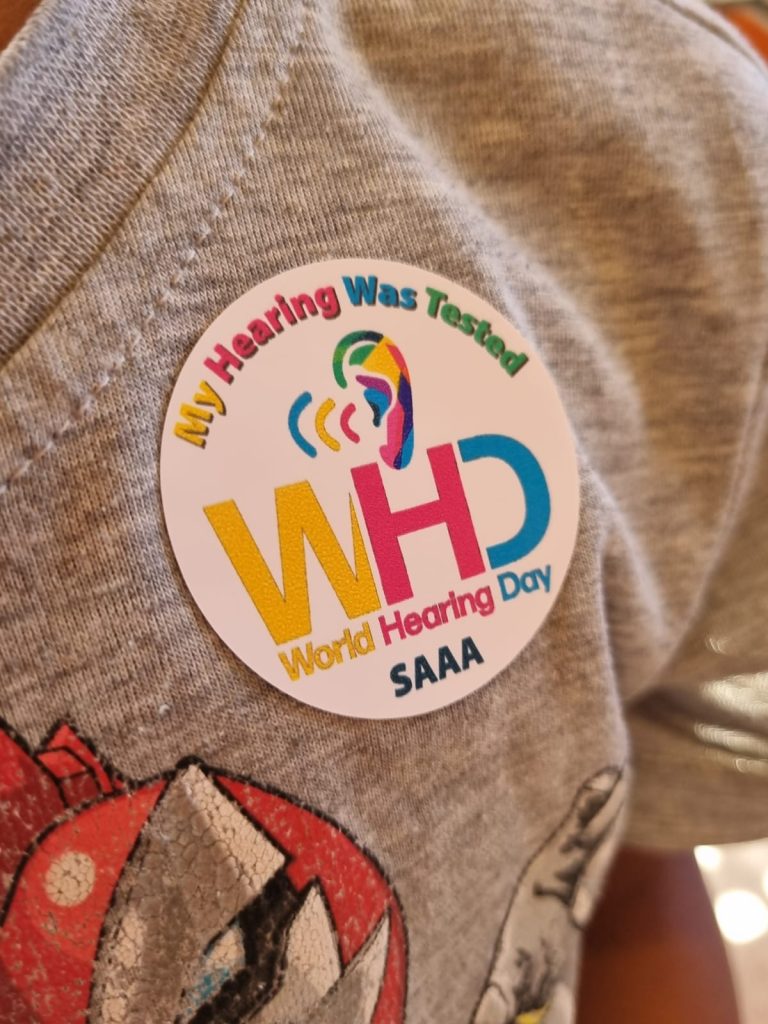 My Hearing Was Tested
WHD
World Hearing Day
SAAA